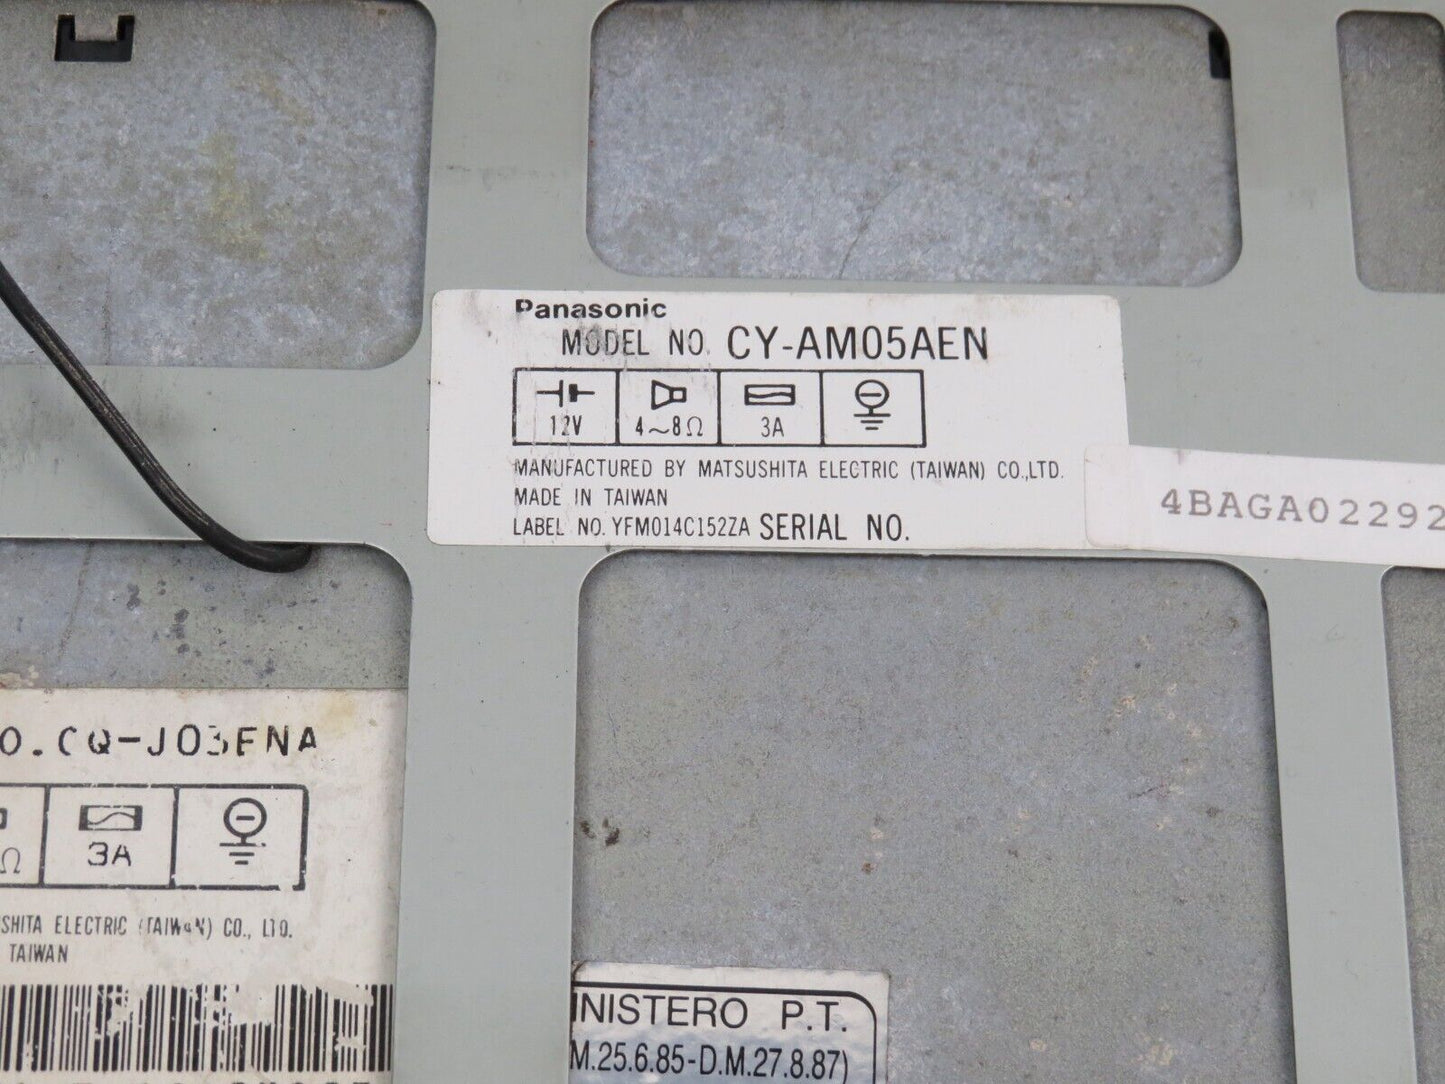 Panasonic
MODEL NO. CY-AM05AEN
12V 4~8Ω 3A
MANUFACTURED BY MATSUSHITA ELECTRIC (TAIWAN) CO.,LTD.
MADE IN TAIWAN
LABEL NO. YFM014C152ZA SERIAL NO.
4BAGA02292
O.CQ-J03ENA
Ω 3A
SHITA ELECTRIC (TAIWAN) CO., LTD.
TAIWAN
NISTERO P.T.
M.25.6.85-D.M.27.8.87)